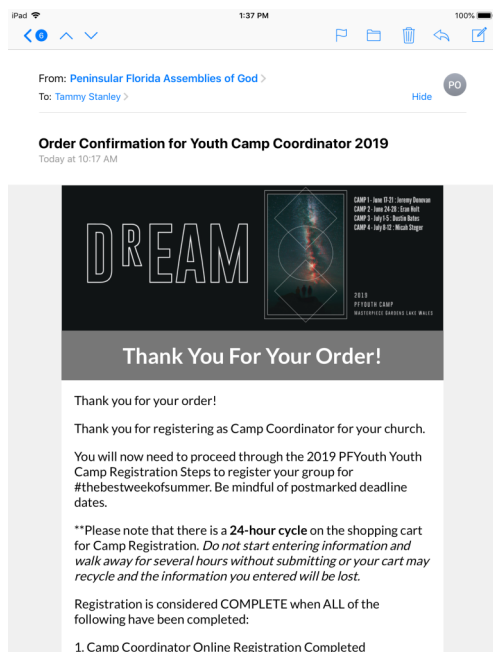 iPad 1:37 PM 100%
6
From: Peninsular Florida Assemblies of God
PO
To: Tammy Stanley
Hide
Order Confirmation for Youth Camp Coordinator 2019
Today at 10:17 AM
DREAM
CAMP 1 - June 17-21 : Jeremy Donovan
CAMP 2 - June 24-28 : Eran Holt
CAMP 3 - July 1-5 : Dustin Bates
CAMP 4 - July 8-12 : Micah Steger
2019
PFYOUTH CAMP
MASTERPIECE GARDENS LAKE WALES
Thank You For Your Order!
Thank you for your order!
Thank you for registering as Camp Coordinator for your church.
You will now need to proceed through the 2019 PFYouth Youth
Camp Registration Steps to register your group for
#thebestweekofsummer. Be mindful of postmarked deadline
dates.
**Please note that there is a 24-hour cycle on the shopping cart
for Camp Registration. Do not start entering information and
walk away for several hours without submitting or your cart may
recycle and the information you entered will be lost.
Registration is considered COMPLETE when ALL of the
following have been completed:
1. Camp Coordinator Online Registration Completed